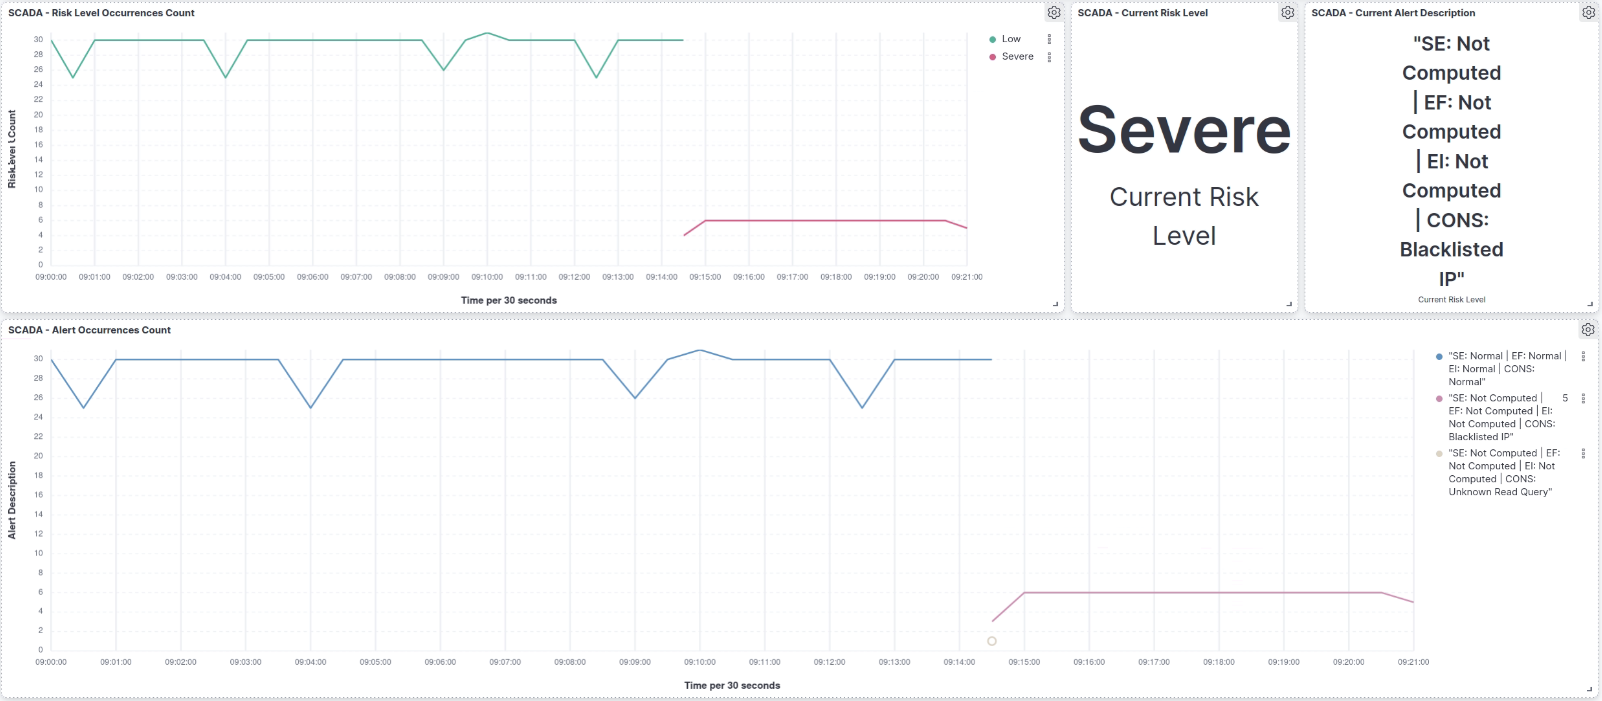 SCADA - Risk Level Occurrences Count
30
28
26
24
22
20
18
16
14
12
10
8
6
4
2
0
RiskLevel Count
09:00:00 09:01:00 09:02:00 09:03:00 09:04:00 09:05:00 09:06:00 09:07:00 09:08:00 09:09:00 09:10:00 09:11:00 09:12:00 09:13:00 09:14:00 09:15:00 09:16:00 09:17:00 09:18:00 09:19:00 09:20:00 09:21:00
Time per 30 seconds
Low
Severe
SCADA - Current Risk Level
Severe
Current Risk
Level
SCADA - Current Alert Description
"SE: Not
Computed
| EF: Not
Computed
| EI: Not
Computed
| CONS:
Blacklisted
IP"
Current Risk Level
SCADA - Alert Occurrences Count
30
28
26
24
22
20
18
16
14
12
10
8
6
4
2
0
Alert Description
09:00:00 09:01:00 09:02:00 09:03:00 09:04:00 09:05:00 09:06:00 09:07:00 09:08:00 09:09:00 09:10:00 09:11:00 09:12:00 09:13:00 09:14:00 09:15:00 09:16:00 09:17:00 09:18:00 09:19:00 09:20:00 09:21:00
Time per 30 seconds
"SE: Normal | EF: Normal |
EI: Normal | CONS:
Normal"
"SE: Not Computed | 5
EF: Not Computed | EI:
Not Computed | CONS:
Blacklisted IP"
"SE: Not Computed | EF:
Not Computed | EI: Not
Computed | CONS:
Unknown Read Query"